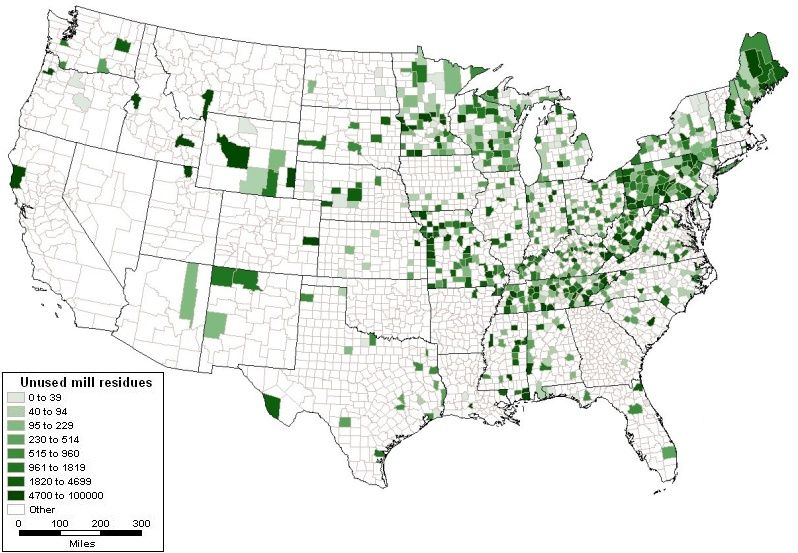 Unused mill residues
0 to 39
40 to 94
95 to 229
230 to 514
515 to 960
961 to 1819
1820 to 4699
4700 to 100000
Other
0 100 200 300
Miles